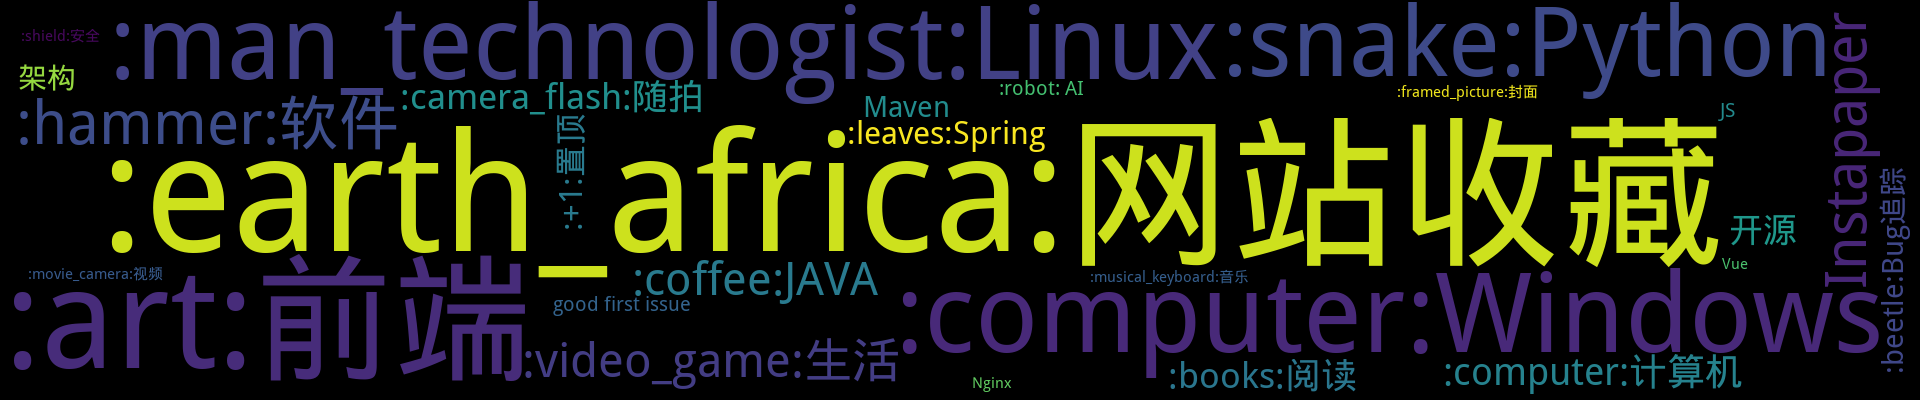 :shield:安全
:man_technologist:Linux
:snake:Python
架构
:hammer:软件
:camera_flash:随拍
Maven
:robot: AI
:framed_picture:封面
JS
Instapaper
:leaves:Spring
:+1:置顶
:earth_africa:网站收藏
:beetle:Bug追踪
开源
Vue
:movie_camera:视频
:art:前端
:coffee:JAVA
good first issue
:musical_keyboard:音乐
:computer:Windows
:video_game:生活
Nginx
:books:阅读
:computer:计算机